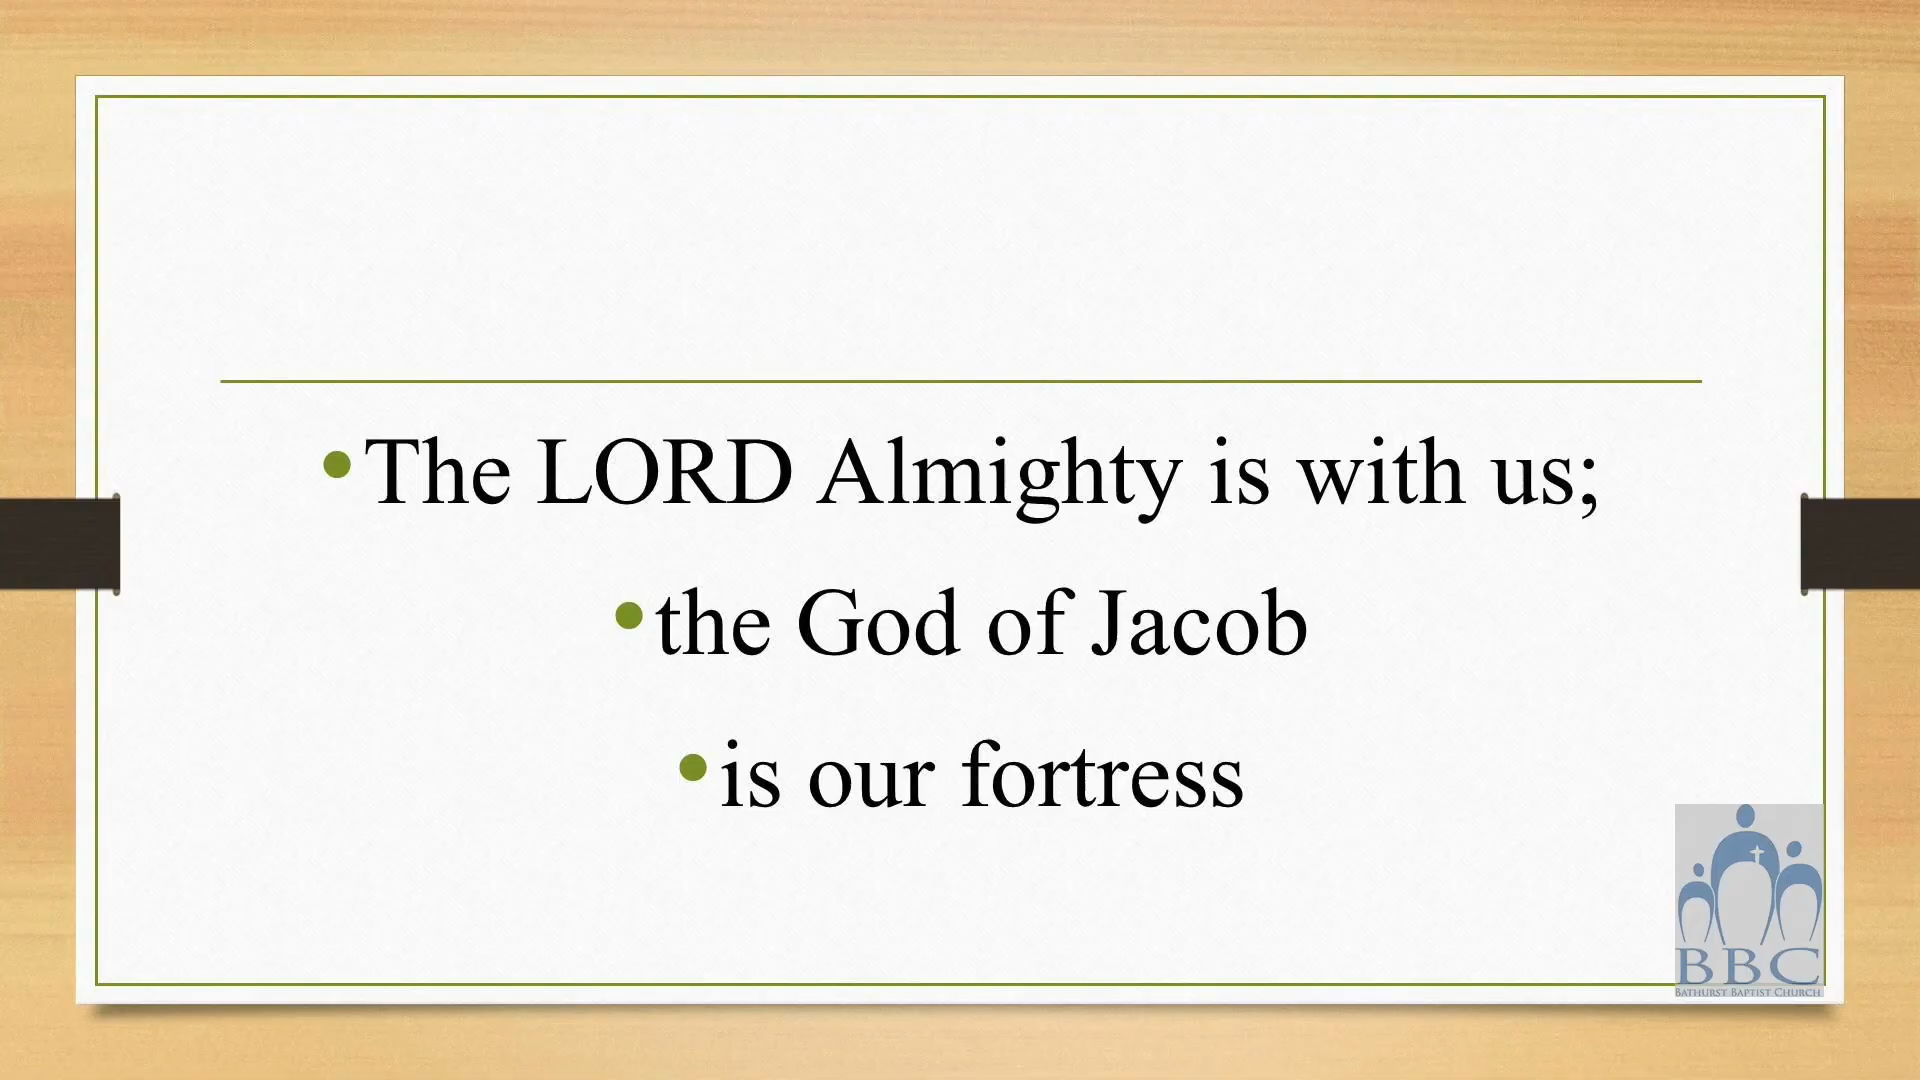 •The LORD Almighty is with us;
•the God of Jacob
•is our fortress
BBC
BATHURST BAPTIST CHURCH